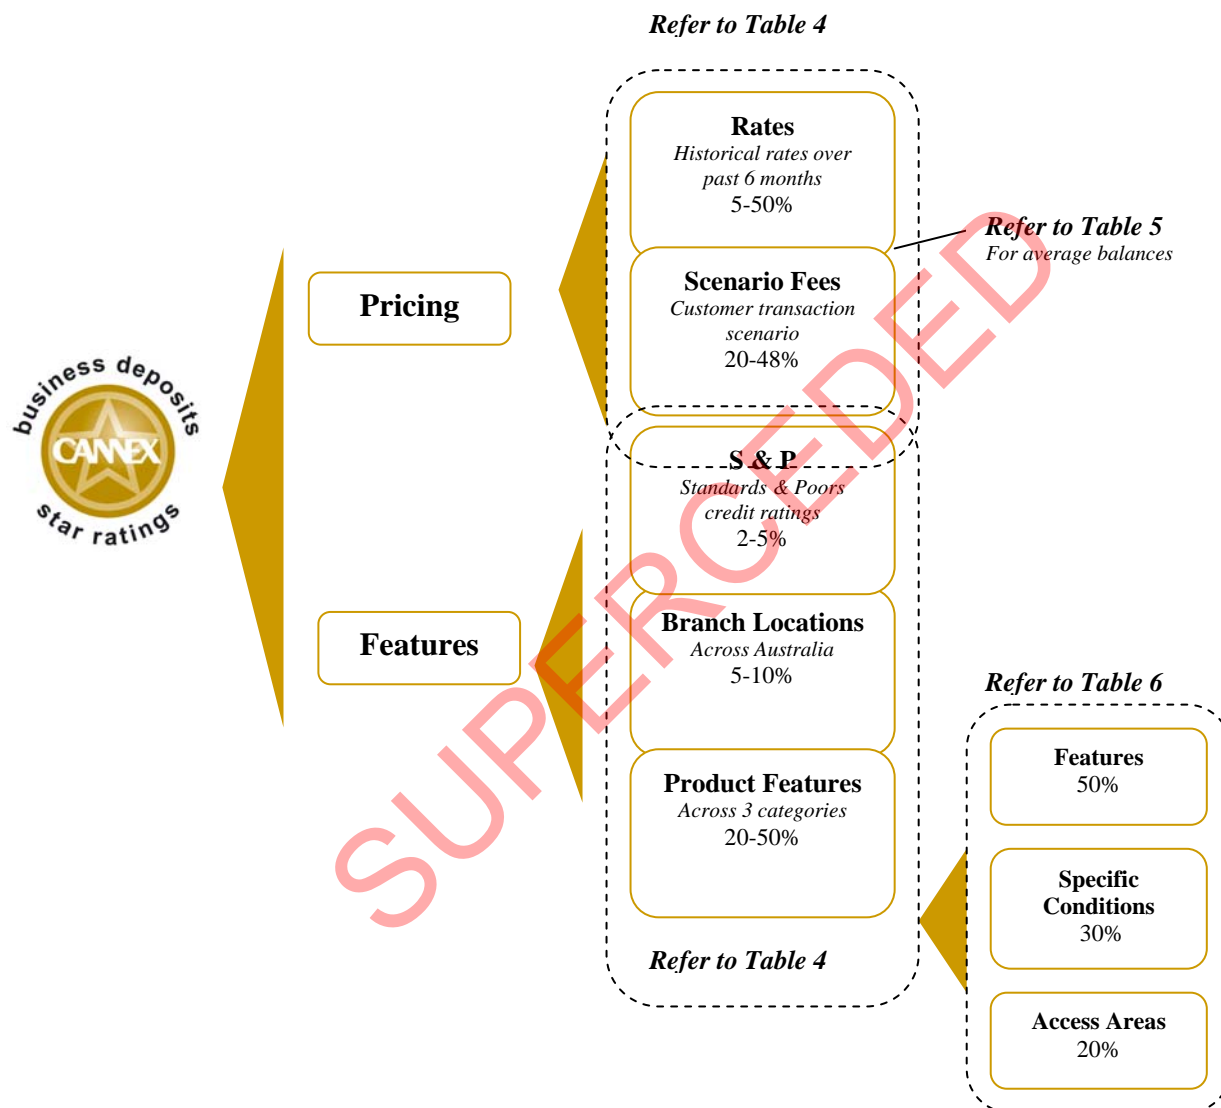 Refer to Table 4
Rates
Historical rates over
past 6 months
5-50%
Refer to Table 5
For average balances
Scenario Fees
Customer transaction
scenario
20-48%
Pricing
business deposits
CANNEX
star ratings
S & P
Standards & Poors
credit ratings
2-5%
Features
Branch Locations
Across Australia
5-10%
Product Features
Across 3 categories
20-50%
Refer to Table 4
Refer to Table 6
Features
50%
Specific
Conditions
30%
Access Areas
20%
SUPERCEDED